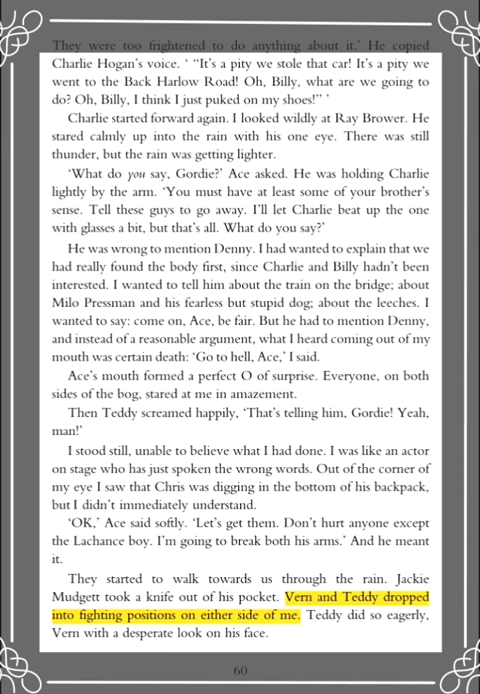 They were too frightened to do anything about it.’ He copied
Charlie Hogan’s voice. ‘ “It’s a pity we stole that car! It’s a pity we
went to the Back Harlow Road! Oh, Billy, what are we going to
do? Oh, Billy, I think I just puked on my shoes!” ’
Charlie started forward again. I looked wildly at Ray Brower. He
stared calmly up into the rain with his one eye. There was still
thunder, but the rain was getting lighter.
‘What do you say, Gordie?’ Ace asked. He was holding Charlie
lightly by the arm. ‘You must have at least some of your brother’s
sense. Tell these guys to go away. I’ll let Charlie beat up the one
with glasses a bit, but that’s all. What do you say?’
He was wrong to mention Denny. I had wanted to explain that we
had really found the body first, since Charlie and Billy hadn’t been
interested. I wanted to tell him about the train on the bridge; about
Milo Pressman and his fearless but stupid dog; about the leeches. I
wanted to say: come on, Ace, be fair. But he had to mention Denny,
and instead of a reasonable argument, what I heard coming out of my
mouth was certain death: ‘Go to hell, Ace,’ I said.
Ace’s mouth formed a perfect O of surprise. Everyone, on both
sides of the bog, stared at me in amazement.
Then Teddy screamed happily, ‘That’s telling him, Gordie! Yeah,
man!’
I stood still, unable to believe what I had done. I was like an actor
on stage who has just spoken the wrong words. Out of the corner of
my eye I saw that Chris was digging in the bottom of his backpack,
but I didn’t immediately understand.
‘OK,’ Ace said softly. ‘Let’s get them. Don’t hurt anyone except
the Lachance boy. I’m going to break both his arms.’ And he meant
it.
They started to walk towards us through the rain. Jackie
Mudgett took a knife out of his pocket. Vern and Teddy dropped
into fighting positions on either side of me. Teddy did so eagerly,
Vern with a desperate look on his face.
60